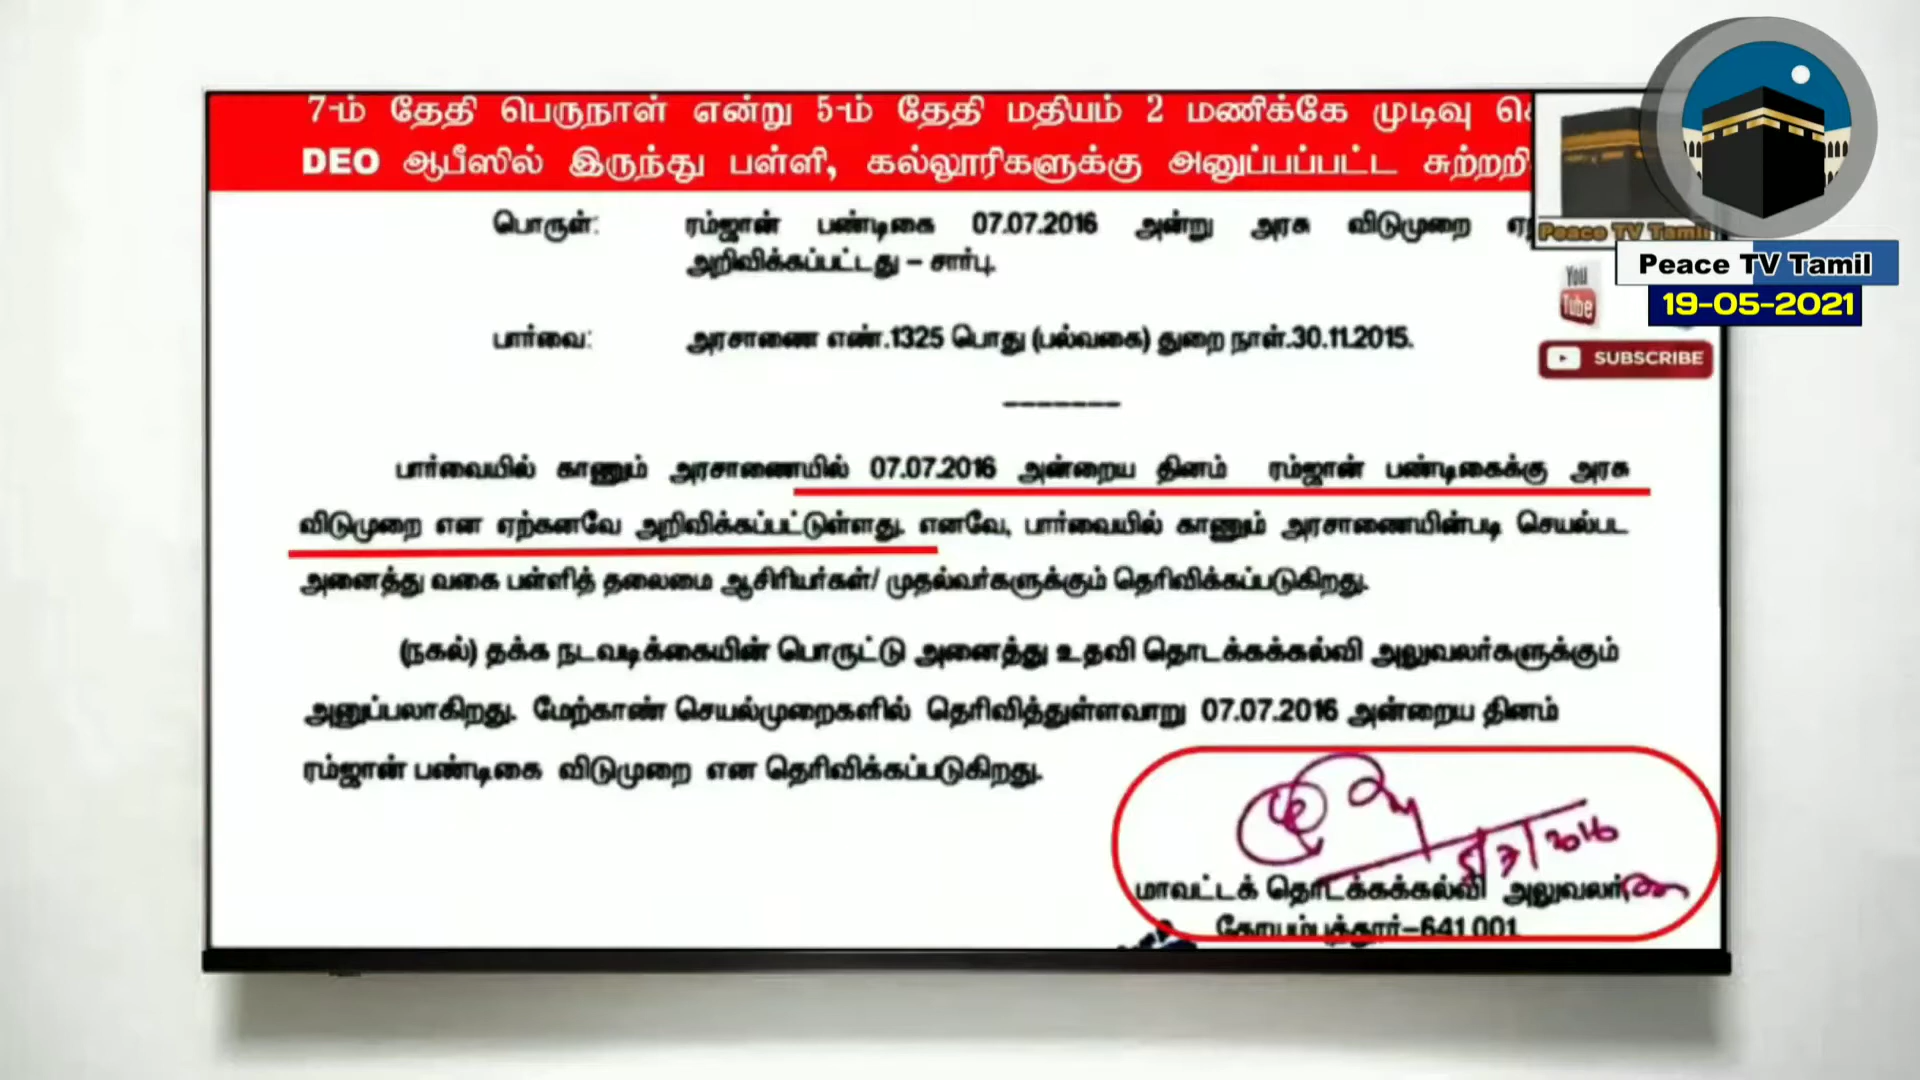 7-ம் தேதி பெருநாள் என்று 5-ம் தேதி மதியம் 2 மணிக்கே முடிவு
DEO ஆபீஸில் இருந்து பள்ளி, கல்லூரிகளுக்கு அனுப்பப்பட்ட
பொருள்: ரம்ஜான் பண்டிகை 07.07.2016 அன்று அரசு விடுமுறை
அறிவிக்கப்பட்டது – சார்பு.
பார்வை: அரசாணை எண்.1325 பொது (பல்வகை) துறை நாள்.30.11.2015.
-------
பார்வையில் காணும் அரசாணையில் 07.07.2016 அன்றைய தினம் ரம்ஜான் பண்டிகைக்கு அரசு
விடுமுறை என ஏற்கனவே அறிவிக்கப்பட்டுள்ளது. எனவே, பார்வையில் காணும் அரசாணையின்படி செயல்பட
அனைத்து வகை பள்ளித் தலைமை ஆசிரியர்கள்/ முதல்வர்களுக்கும் தெரிவிக்கப்படுகிறது.
(நகல்) தக்க நடவடிக்கையின் பொருட்டு அனைத்து உதவி தொடக்கக்கல்வி அலுவலர்களுக்கும்
அனுப்பலாகிறது. மேற்காண் செயல்முறைகளில் தெரிவித்துள்ளவாறு 07.07.2016 அன்றைய தினம்
ரம்ஜான் பண்டிகை விடுமுறை என தெரிவிக்கப்படுகிறது.
5/7/2016
மாவட்டக் தொடக்கக்கல்வி அலுவலர்,
கோயம்புத்தூர்–641 001
Peace TV Tamil
You
Tube
SUBSCRIBE
Peace TV Tamil
19-05-2021